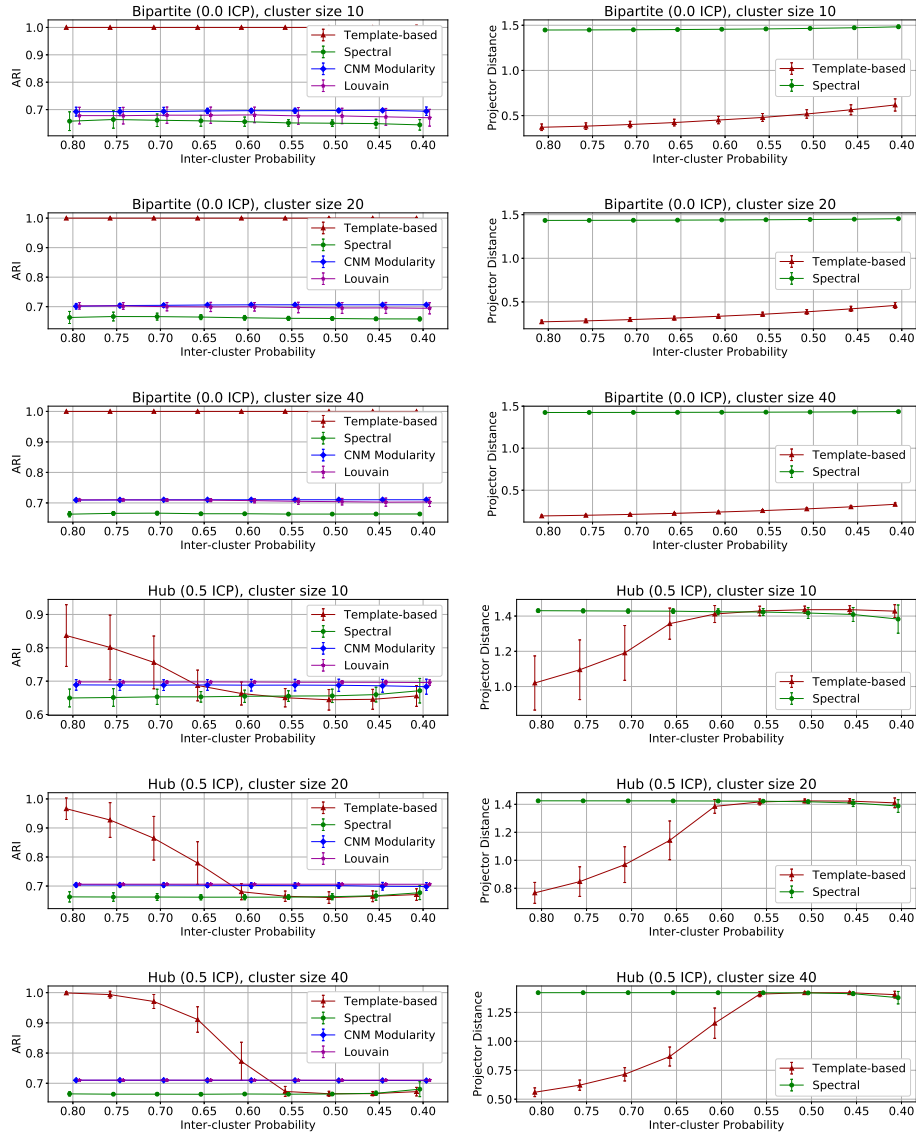 Bipartite (0.0 ICP), cluster size 10
1.0
0.9
0.8
0.7
ARI
Template-based
Spectral
CNM Modularity
Louvain
0.80 0.75 0.70 0.65 0.60 0.55 0.50 0.45 0.40
Inter-cluster Probability
Bipartite (0.0 ICP), cluster size 10
1.5
1.0
0.5
Projector Distance
Template-based
Spectral
0.80 0.75 0.70 0.65 0.60 0.55 0.50 0.45 0.40
Inter-cluster Probability
Bipartite (0.0 ICP), cluster size 20
1.0
0.9
0.8
0.7
ARI
Template-based
Spectral
CNM Modularity
Louvain
0.80 0.75 0.70 0.65 0.60 0.55 0.50 0.45 0.40
Inter-cluster Probability
Bipartite (0.0 ICP), cluster size 20
1.5
1.0
0.5
Projector Distance
Template-based
Spectral
0.80 0.75 0.70 0.65 0.60 0.55 0.50 0.45 0.40
Inter-cluster Probability
Bipartite (0.0 ICP), cluster size 40
1.0
0.9
0.8
0.7
ARI
Template-based
Spectral
CNM Modularity
Louvain
0.80 0.75 0.70 0.65 0.60 0.55 0.50 0.45 0.40
Inter-cluster Probability
Bipartite (0.0 ICP), cluster size 40
1.5
1.0
0.5
Projector Distance
Template-based
Spectral
0.80 0.75 0.70 0.65 0.60 0.55 0.50 0.45 0.40
Inter-cluster Probability
Hub (0.5 ICP), cluster size 10
0.9
0.8
0.7
0.6
ARI
Template-based
Spectral
CNM Modularity
Louvain
0.80 0.75 0.70 0.65 0.60 0.55 0.50 0.45 0.40
Inter-cluster Probability
Hub (0.5 ICP), cluster size 10
1.4
1.2
1.0
Projector Distance
Template-based
Spectral
0.80 0.75 0.70 0.65 0.60 0.55 0.50 0.45 0.40
Inter-cluster Probability
Hub (0.5 ICP), cluster size 20
1.0
0.9
0.8
0.7
ARI
Template-based
Spectral
CNM Modularity
Louvain
0.80 0.75 0.70 0.65 0.60 0.55 0.50 0.45 0.40
Inter-cluster Probability
Hub (0.5 ICP), cluster size 20
1.4
1.2
1.0
0.8
Projector Distance
Template-based
Spectral
0.80 0.75 0.70 0.65 0.60 0.55 0.50 0.45 0.40
Inter-cluster Probability
Hub (0.5 ICP), cluster size 40
1.0
0.9
0.8
0.7
ARI
Template-based
Spectral
CNM Modularity
Louvain
0.80 0.75 0.70 0.65 0.60 0.55 0.50 0.45 0.40
Inter-cluster Probability
Hub (0.5 ICP), cluster size 40
1.25
1.00
0.75
0.50
Projector Distance
Template-based
Spectral
0.80 0.75 0.70 0.65 0.60 0.55 0.50 0.45 0.40
Inter-cluster Probability